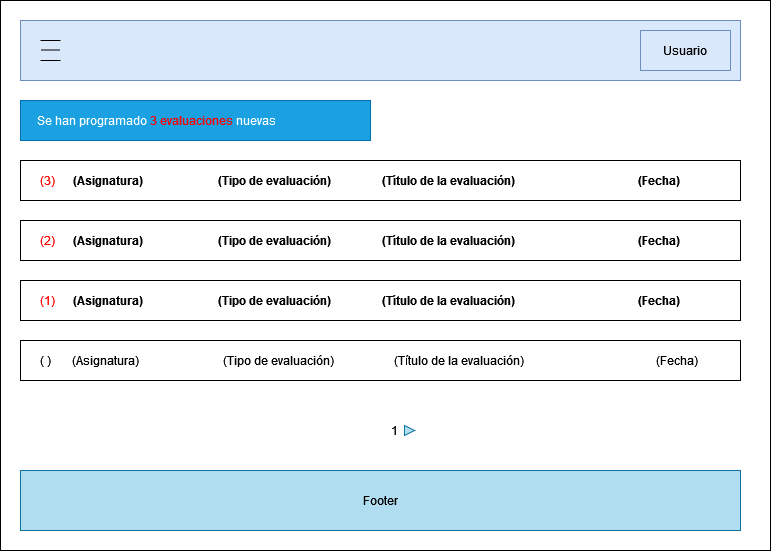 Usuario
Se han programado 3 evaluaciones nuevas
(3) (Asignatura) (Tipo de evaluación) (Título de la evaluación) (Fecha)
(2) (Asignatura) (Tipo de evaluación) (Título de la evaluación) (Fecha)
(1) (Asignatura) (Tipo de evaluación) (Título de la evaluación) (Fecha)
( ) (Asignatura) (Tipo de evaluación) (Título de la evaluación) (Fecha)
1
Footer